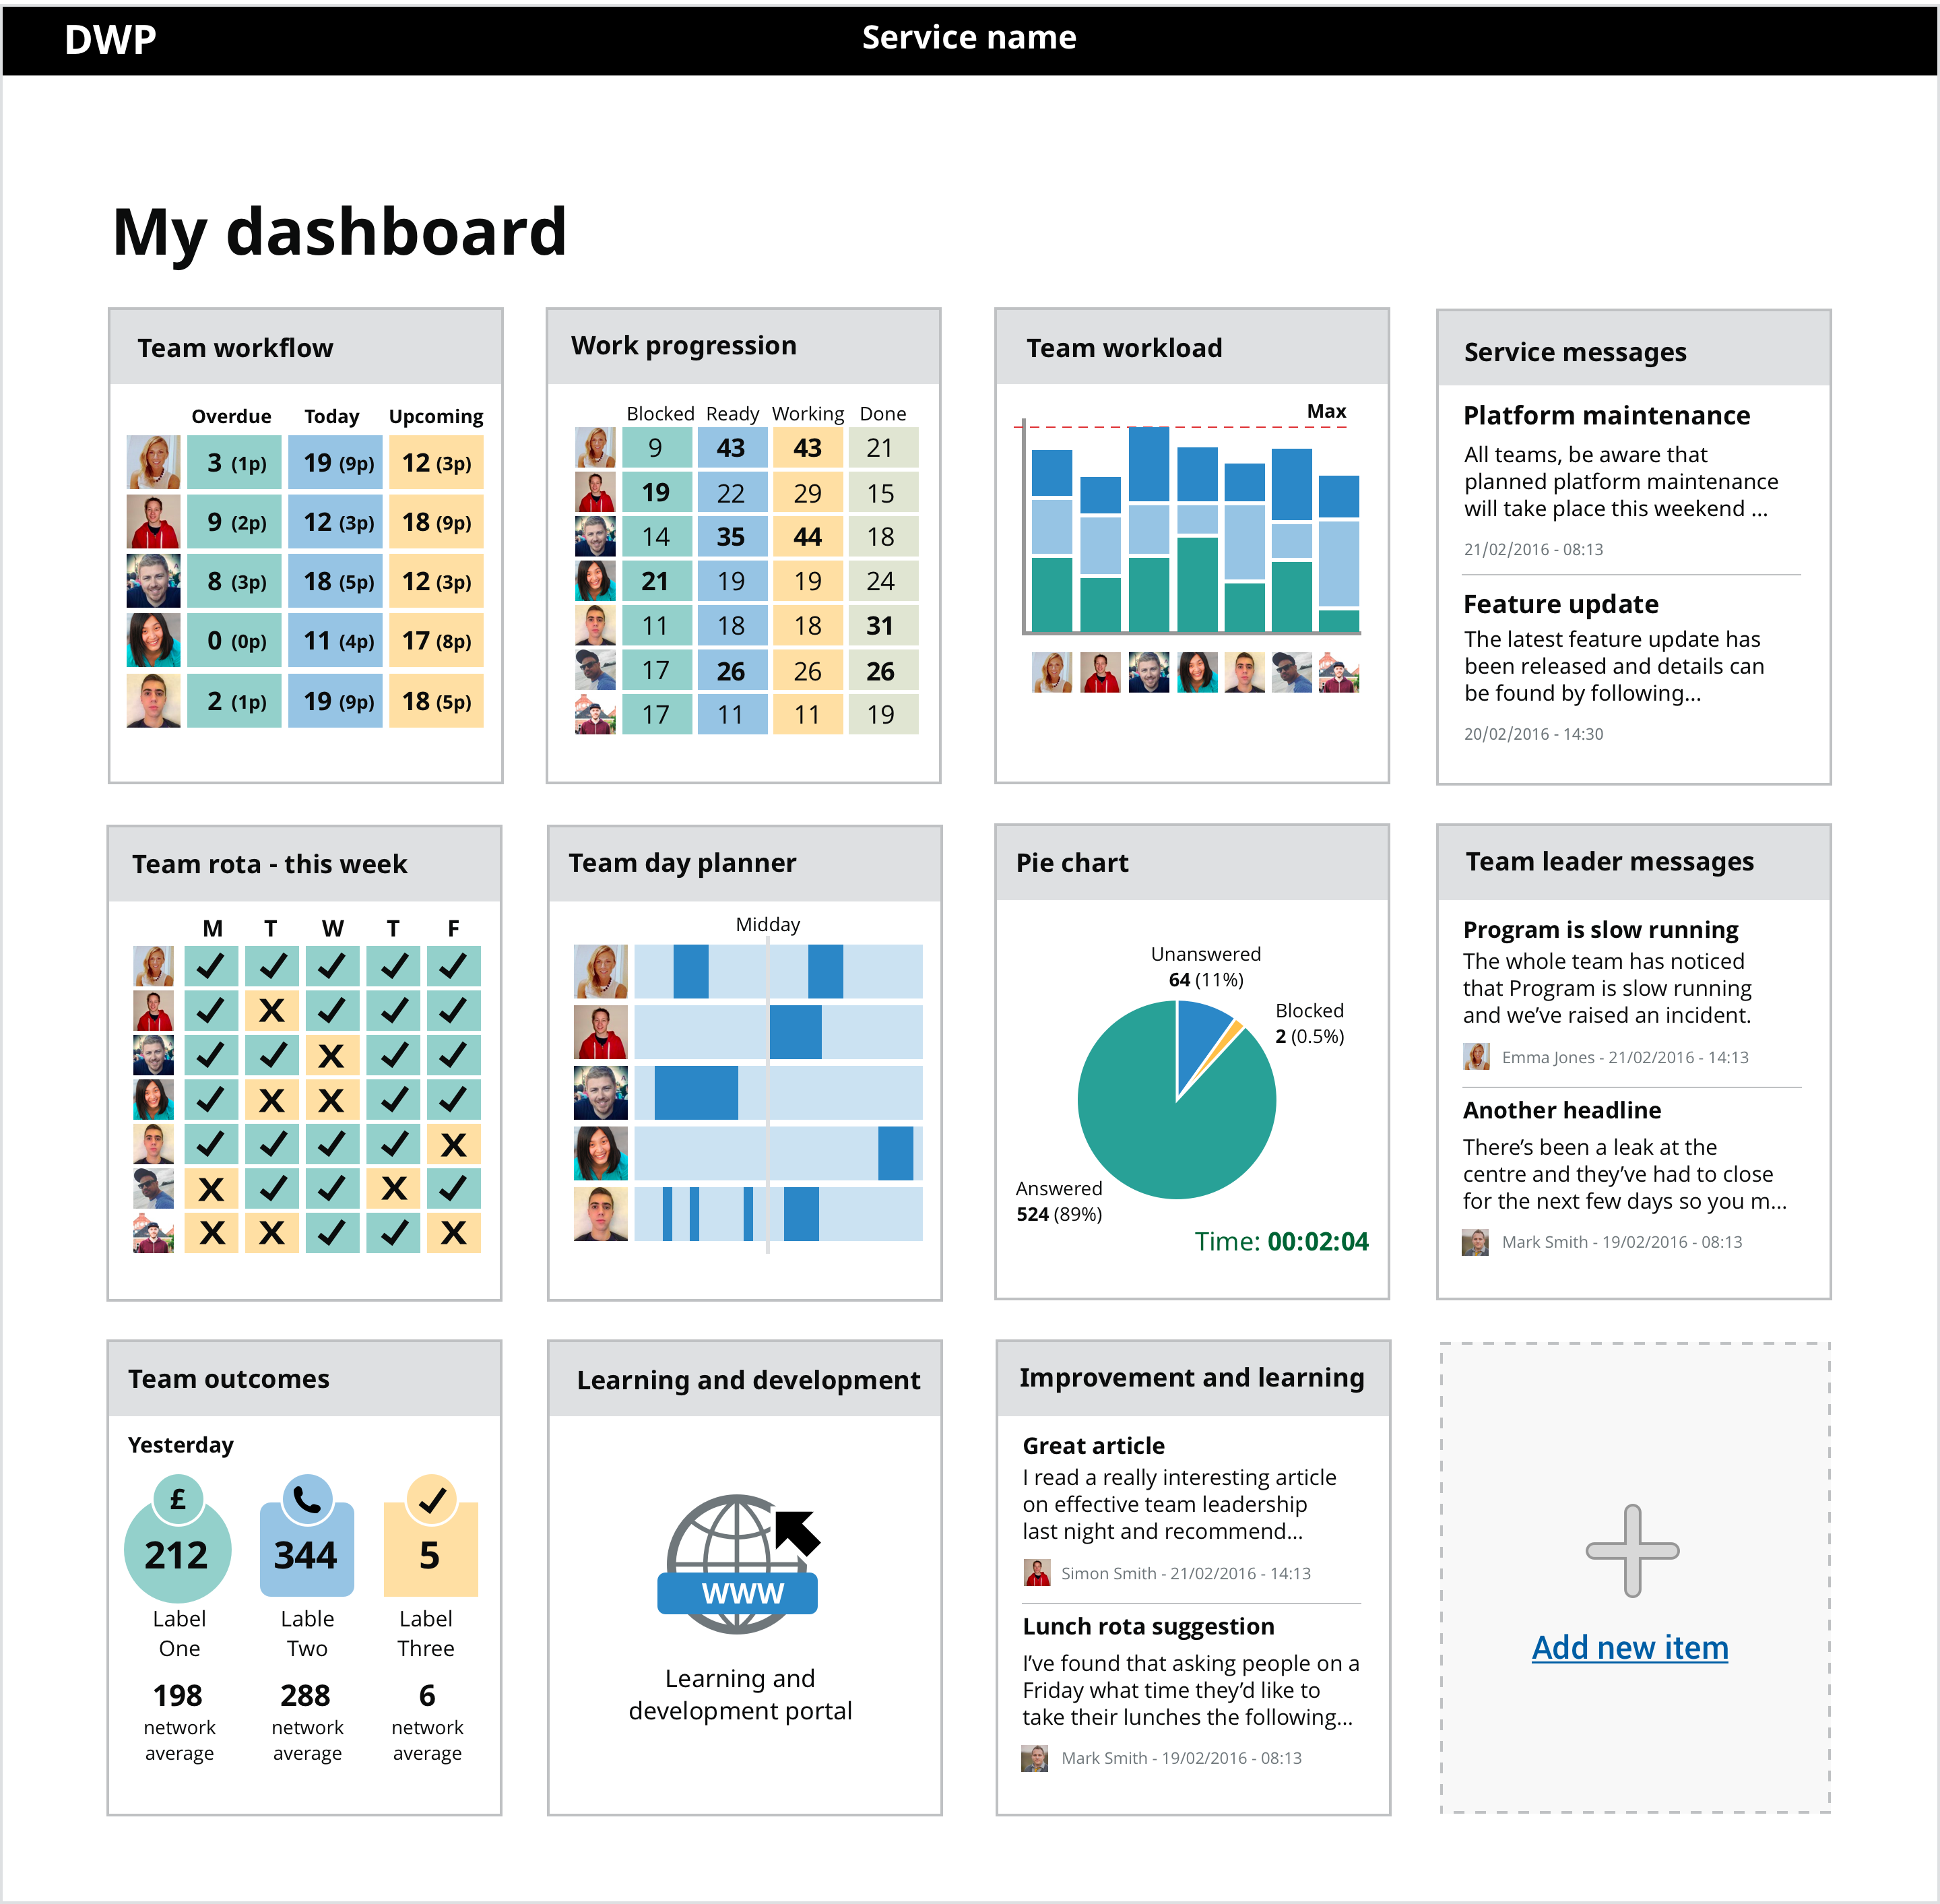 DWP
Service name
My dashboard
Team workflow
Overdue Today Upcoming
3 (1p) 19 (9p) 12 (3p)
9 (2p) 12 (3p) 18 (9p)
8 (3p) 18 (5p) 12 (3p)
0 (0p) 11 (4p) 17 (8p)
2 (1p) 19 (9p) 18 (5p)
Work progression
Blocked Ready Working Done
9 43 43 21
19 22 29 15
14 35 44 18
21 19 19 24
11 18 18 31
17 26 26 26
17 11 11 19
Team workload
Max
Service messages
Platform maintenance
All teams, be aware that
planned platform maintenance
will take place this weekend ...
21/02/2016 - 08:13
Feature update
The latest feature update has
been released and details can
be found by following...
20/02/2016 - 14:30
Team rota - this week
M T W T F
Team day planner
Midday
Pie chart
Unanswered
64 (11%)
Blocked
2 (0.5%)
Answered
524 (89%)
Time: 00:02:04
Team leader messages
Program is slow running
The whole team has noticed
that Program is slow running
and we’ve raised an incident.
Emma Jones - 21/02/2016 - 14:13
Another headline
There’s been a leak at the
centre and they’ve had to close
for the next few days so you m...
Mark Smith - 19/02/2016 - 08:13
Team outcomes
Yesterday
£
212 344 5
Label Lable Label
One Two Three
198 288 6
network network network
average average average
Learning and development
WWW
Learning and
development portal
Improvement and learning
Great article
I read a really interesting article
on effective team leadership
last night and recommend...
Simon Smith - 21/02/2016 - 14:13
Lunch rota suggestion
I’ve found that asking people on a
Friday what time they’d like to
take their lunches the following...
Mark Smith - 19/02/2016 - 08:13
Add new item